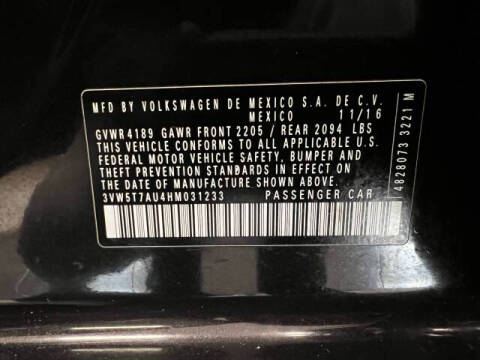 MFD BY VOLKSWAGEN DE MEXICO S.A. DE C.V.
MEXICO 11/16
GVWR4189 GAWR FRONT 2205 / REAR 2094 LBS
THIS VEHICLE CONFORMS TO ALL APPLICABLE U.S.
FEDERAL MOTOR VEHICLE SAFETY, BUMPER AND
THEFT PREVENTION STANDARDS IN EFFECT ON
THE DATE OF MANUFACTURE SHOWN ABOVE.
3VW5T7AU4HM031233 PASSENGER CAR
4828073 3221M